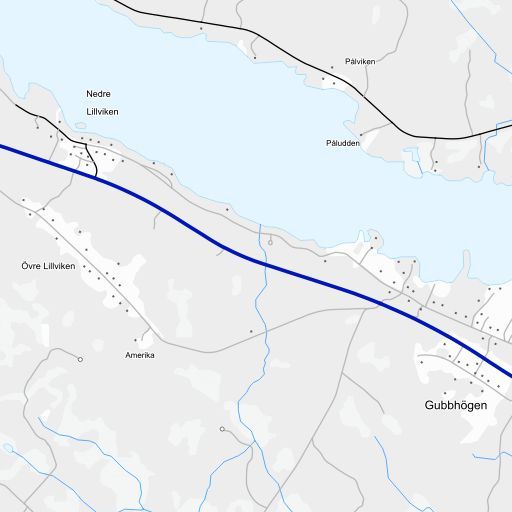 Pålviken
Nedre
Lillviken
Påludden
Övre Lillviken
Amerika
Gubbhögen